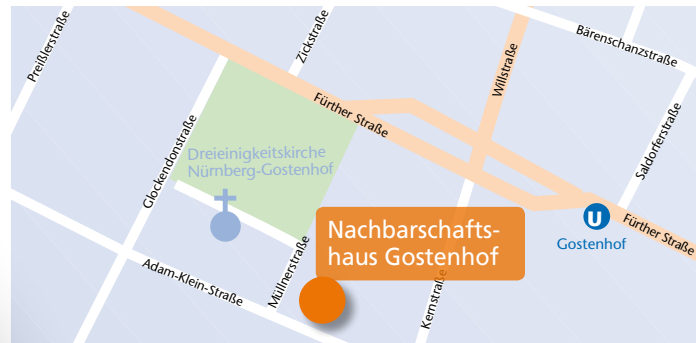 Preißlerstraße
Zickstraße
Fürther Straße
Willstraße
Bärenschanzstraße
Glockendonstraße
Dreieinigkeitskirche
Nürnberg-Gostenhof
Saldorferstraße
Nachbarschafts-
haus Gostenhof
U
Gostenhof
Fürther Straße
Adam-Klein-Straße
Müllnerstraße
Kernstraße